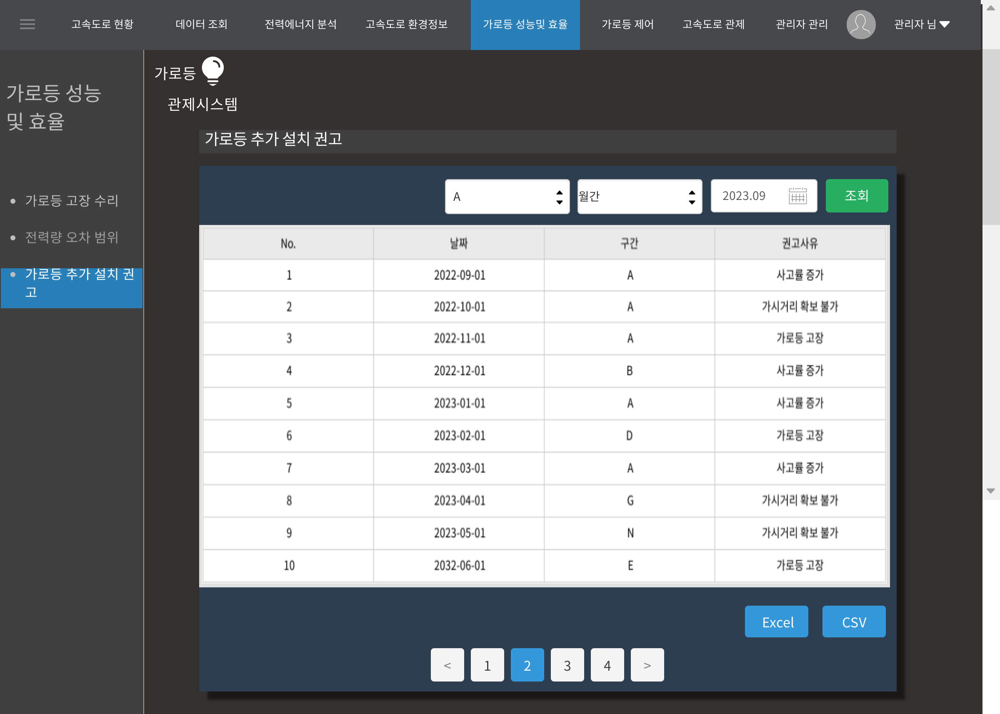 고속도로 현황 데이터 조회 전력에너지 분석 고속도로 환경정보 가로등 성능및 효율 가로등 제어 고속도로 관제 관리자 관리 관리자 님
가로등 성능
및 효율
가로등 고장 수리
전력량 오차 범위
가로등 추가 설치 권
고
가로등
관제시스템
가로등 추가 설치 권고
A 월간 2023.09 조회
No. 날짜 구간 권고사유
1 2022-09-01 A 사고률 증가
2 2022-10-01 A 가시거리 확보 불가
3 2022-11-01 A 가로등 고장
4 2022-12-01 B 사고률 증가
5 2023-01-01 A 사고률 증가
6 2023-02-01 D 가로등 고장
7 2023-03-01 A 사고률 증가
8 2023-04-01 G 가시거리 확보 불가
9 2023-05-01 N 가시거리 확보 불가
10 2032-06-01 E 가로등 고장
Excel CSV
< 1 2 3 4 >